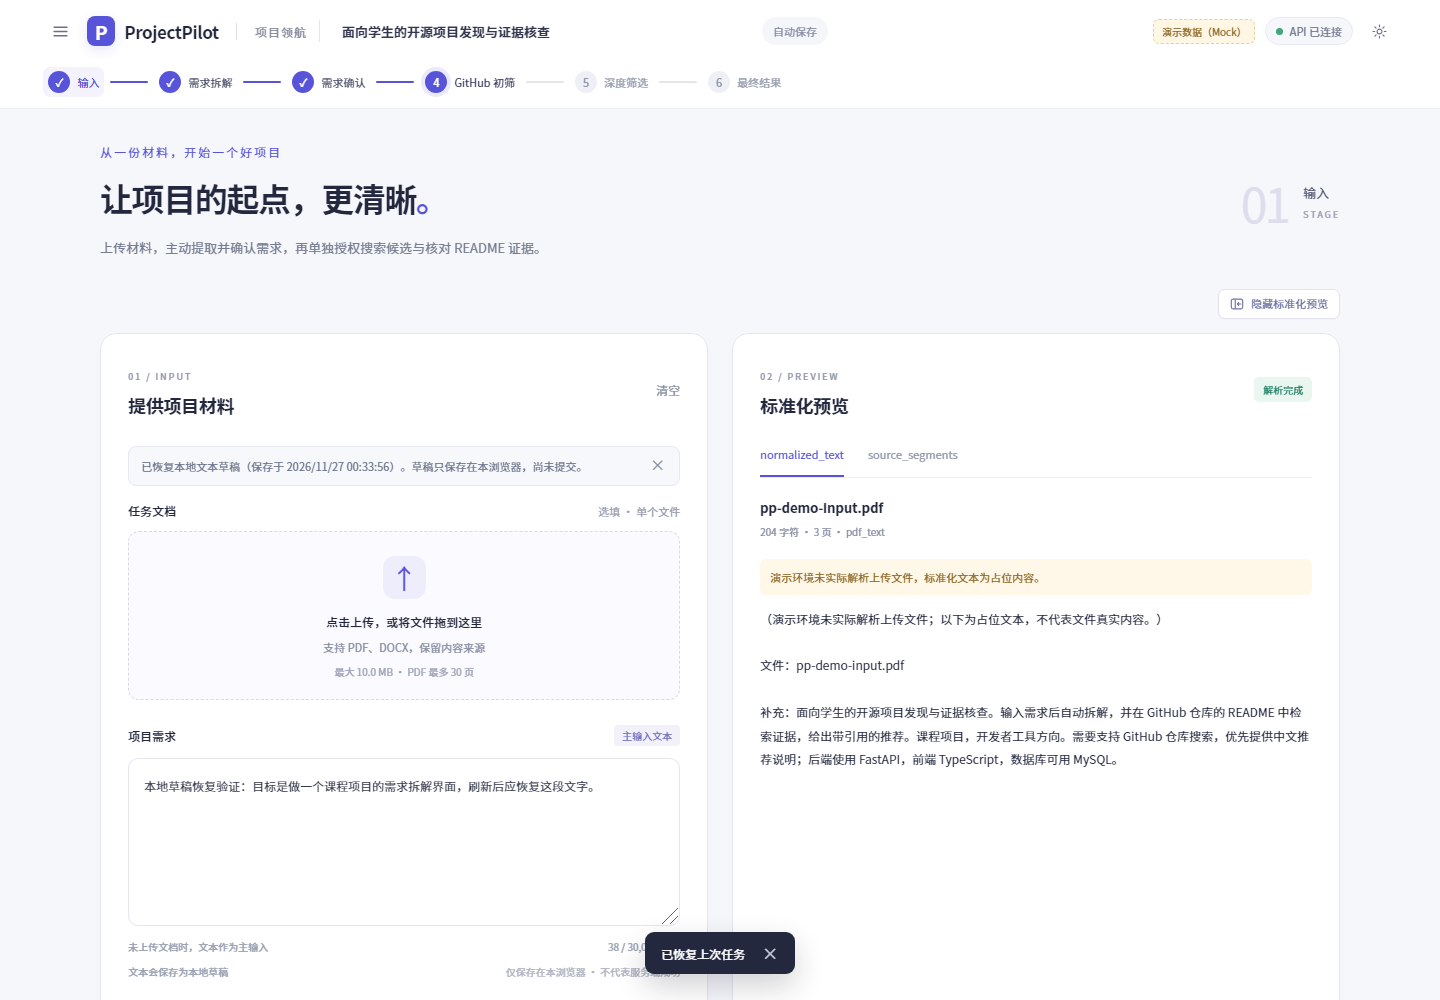 P ProjectPilot 项目领航 面向学生的开源项目发现与证据核查 自动保存 演示数据（Mock） API 已连接
✓ 输入 ✓ 需求拆解 ✓ 需求确认 4 GitHub 初筛 5 深度筛选 6 最终结果
从一份材料，开始一个好项目
让项目的起点，更清晰。
上传材料，主动提取并确认需求，再单独授权搜索候选与核对 README 证据。
01 输入
STAGE
隐藏标准化预览
01 / INPUT
提供项目材料
清空
已恢复本地文本草稿（保存于 2026/11/27 00:33:56）。草稿只保存在本浏览器，尚未提交。
任务文档 选填 · 单个文件
点击上传，或将文件拖到这里
支持 PDF、DOCX，保留内容来源
最大 10.0 MB · PDF 最多 30 页
项目需求 主输入文本
本地草稿恢复验证：目标是做一个课程项目的需求拆解界面，刷新后应恢复这段文字。
未上传文档时，文本作为主输入 38 / 30,0
文本会保存为本地草稿 仅保存在本浏览器 · 不代表服务
02 / PREVIEW
标准化预览
解析完成
normalized_text source_segments
pp-demo-input.pdf
204 字符 · 3 页 · pdf_text
演示环境未实际解析上传文件，标准化文本为占位内容。
（演示环境未实际解析上传文件；以下为占位文本，不代表文件真实内容。）
文件：pp-demo-input.pdf
补充：面向学生的开源项目发现与证据核查。输入需求后自动拆解，并在 GitHub 仓库的 README 中检
索证据，给出带引用的推荐。课程项目，开发者工具方向。需要支持 GitHub 仓库搜索，优先提供中文推
荐说明；后端使用 FastAPI，前端 TypeScript，数据库可用 MySQL。
已恢复上次任务